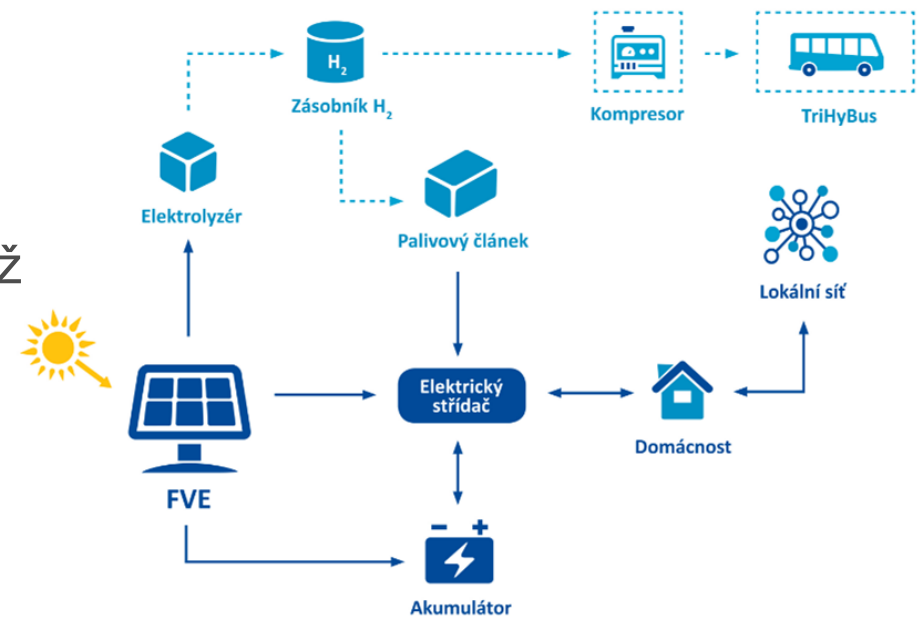 H2
Zásobník H2
Kompresor
TriHyBus
Elektrolyzér
Palivový článek
ž
Lokální síť
Elektrický
střídač
Domácnost
FVE
- +
Akumulátor